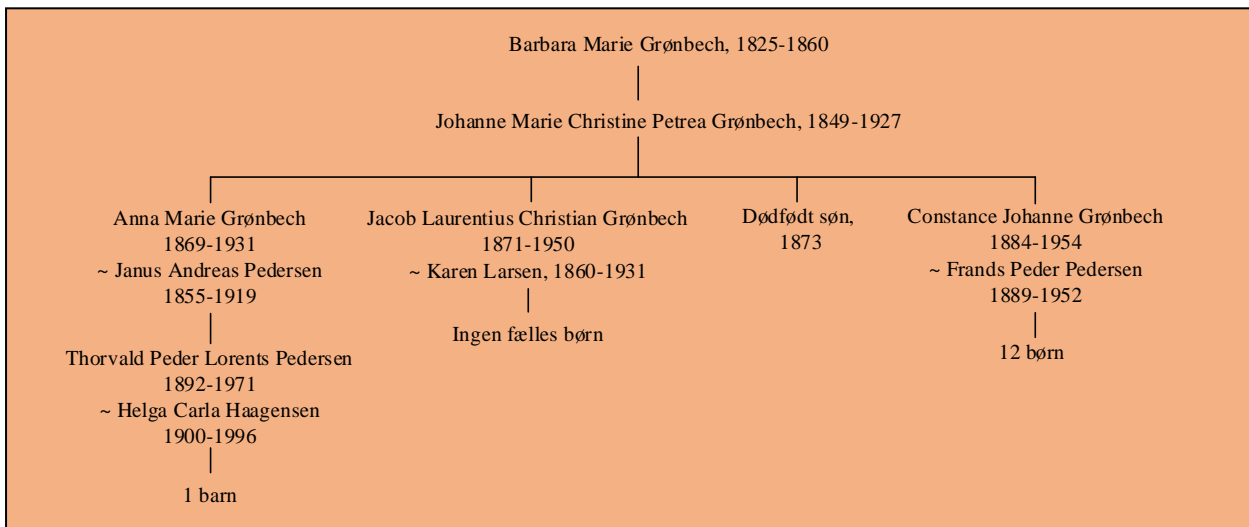 Barbara Marie Grønbech, 1825-1860
Johanne Marie Christine Petrea Grønbech, 1849-1927
Anna Marie Grønbech
1869-1931
~ Janus Andreas Pedersen
1855-1919
Thorvald Peder Lorents Pedersen
1892-1971
~ Helga Carla Haagensen
1900-1996
1 barn
Jacob Laurentius Christian Grønbech
1871-1950
~ Karen Larsen, 1860-1931
Ingen fælles børn
Dødfødt søn,
1873
Constance Johanne Grønbech
1884-1954
~ Frands Peder Pedersen
1889-1952
12 børn